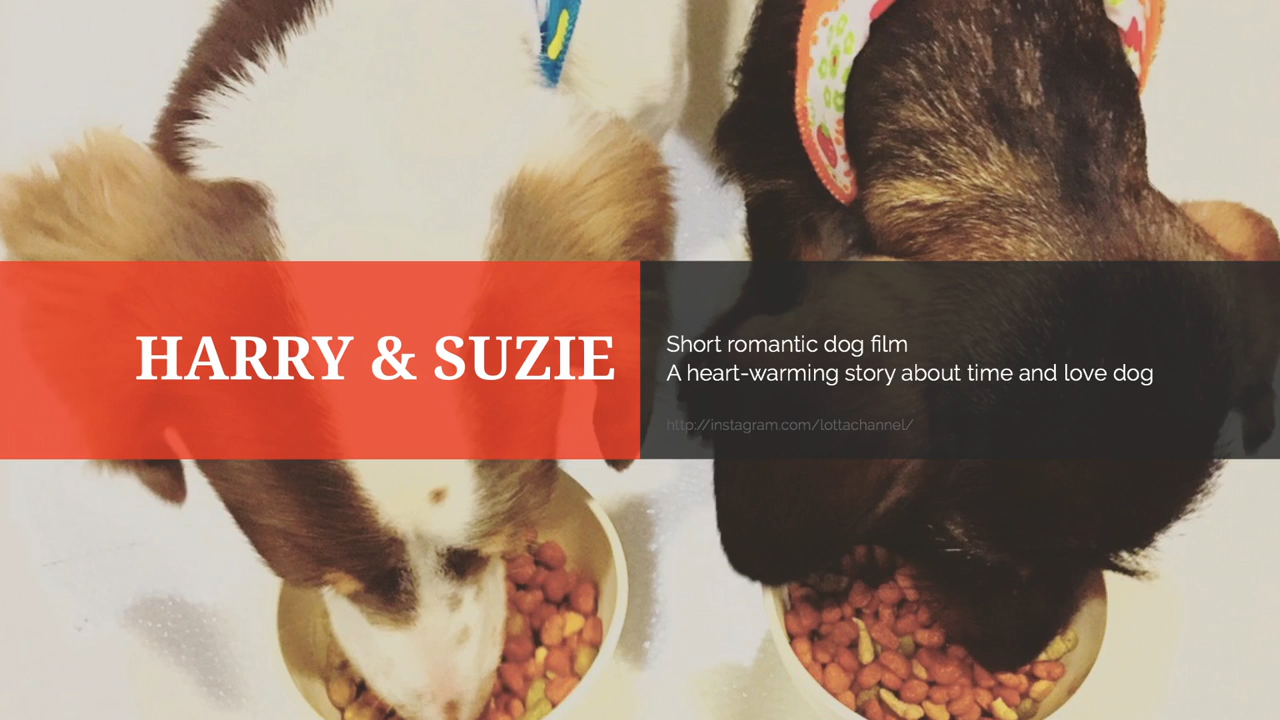 HARRY & SUZIE
Short romantic dog film
A heart-warming story about time and love dog
http://instagram.com/lottachannel/